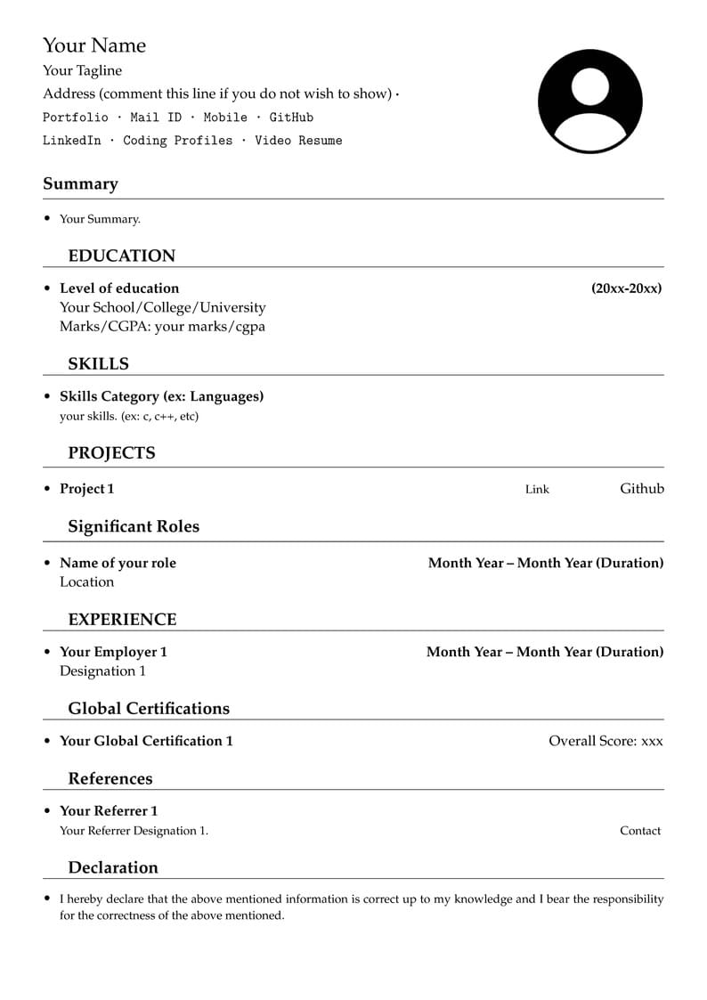 Your Name
Your Tagline
Address (comment this line if you do not wish to show) ·
Portfolio · Mail ID · Mobile · GitHub
LinkedIn · Coding Profiles · Video Resume
Summary
• Your Summary.
EDUCATION
• Level of education (20xx-20xx)
Your School/College/University
Marks/CGPA: your marks/cgpa
SKILLS
• Skills Category (ex: Languages)
your skills. (ex: c, c++, etc)
PROJECTS
• Project 1 Link Github
Significant Roles
• Name of your role Month Year – Month Year (Duration)
Location
EXPERIENCE
• Your Employer 1 Month Year – Month Year (Duration)
Designation 1
Global Certifications
• Your Global Certification 1 Overall Score: xxx
References
• Your Referrer 1
Your Referrer Designation 1. Contact
Declaration
• I hereby declare that the above mentioned information is correct up to my knowledge and I bear the responsibility
for the correctness of the above mentioned.